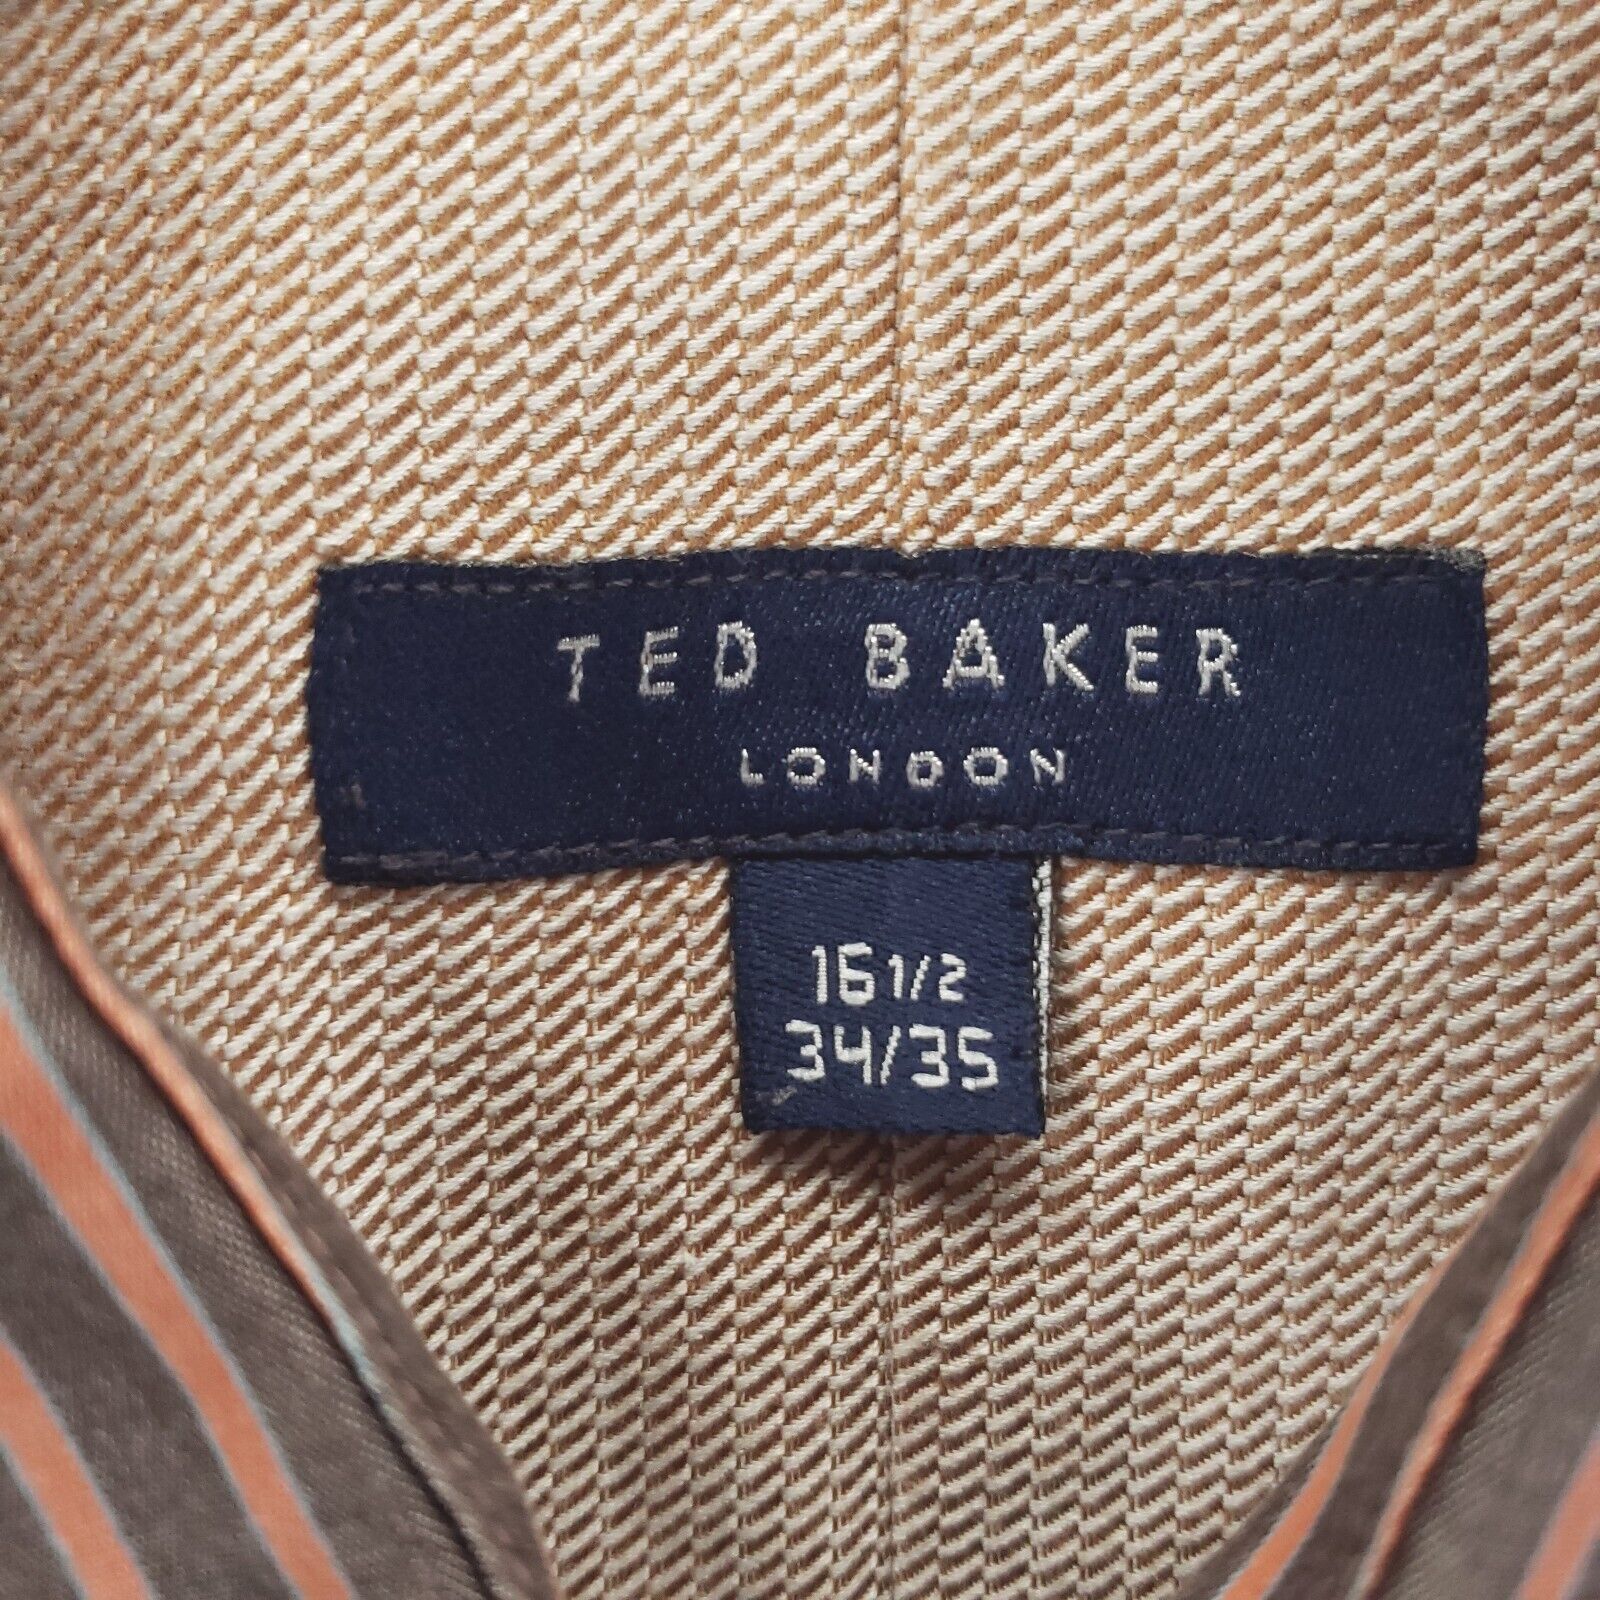 TED BAKER
LONDON
16 1/2
34/35